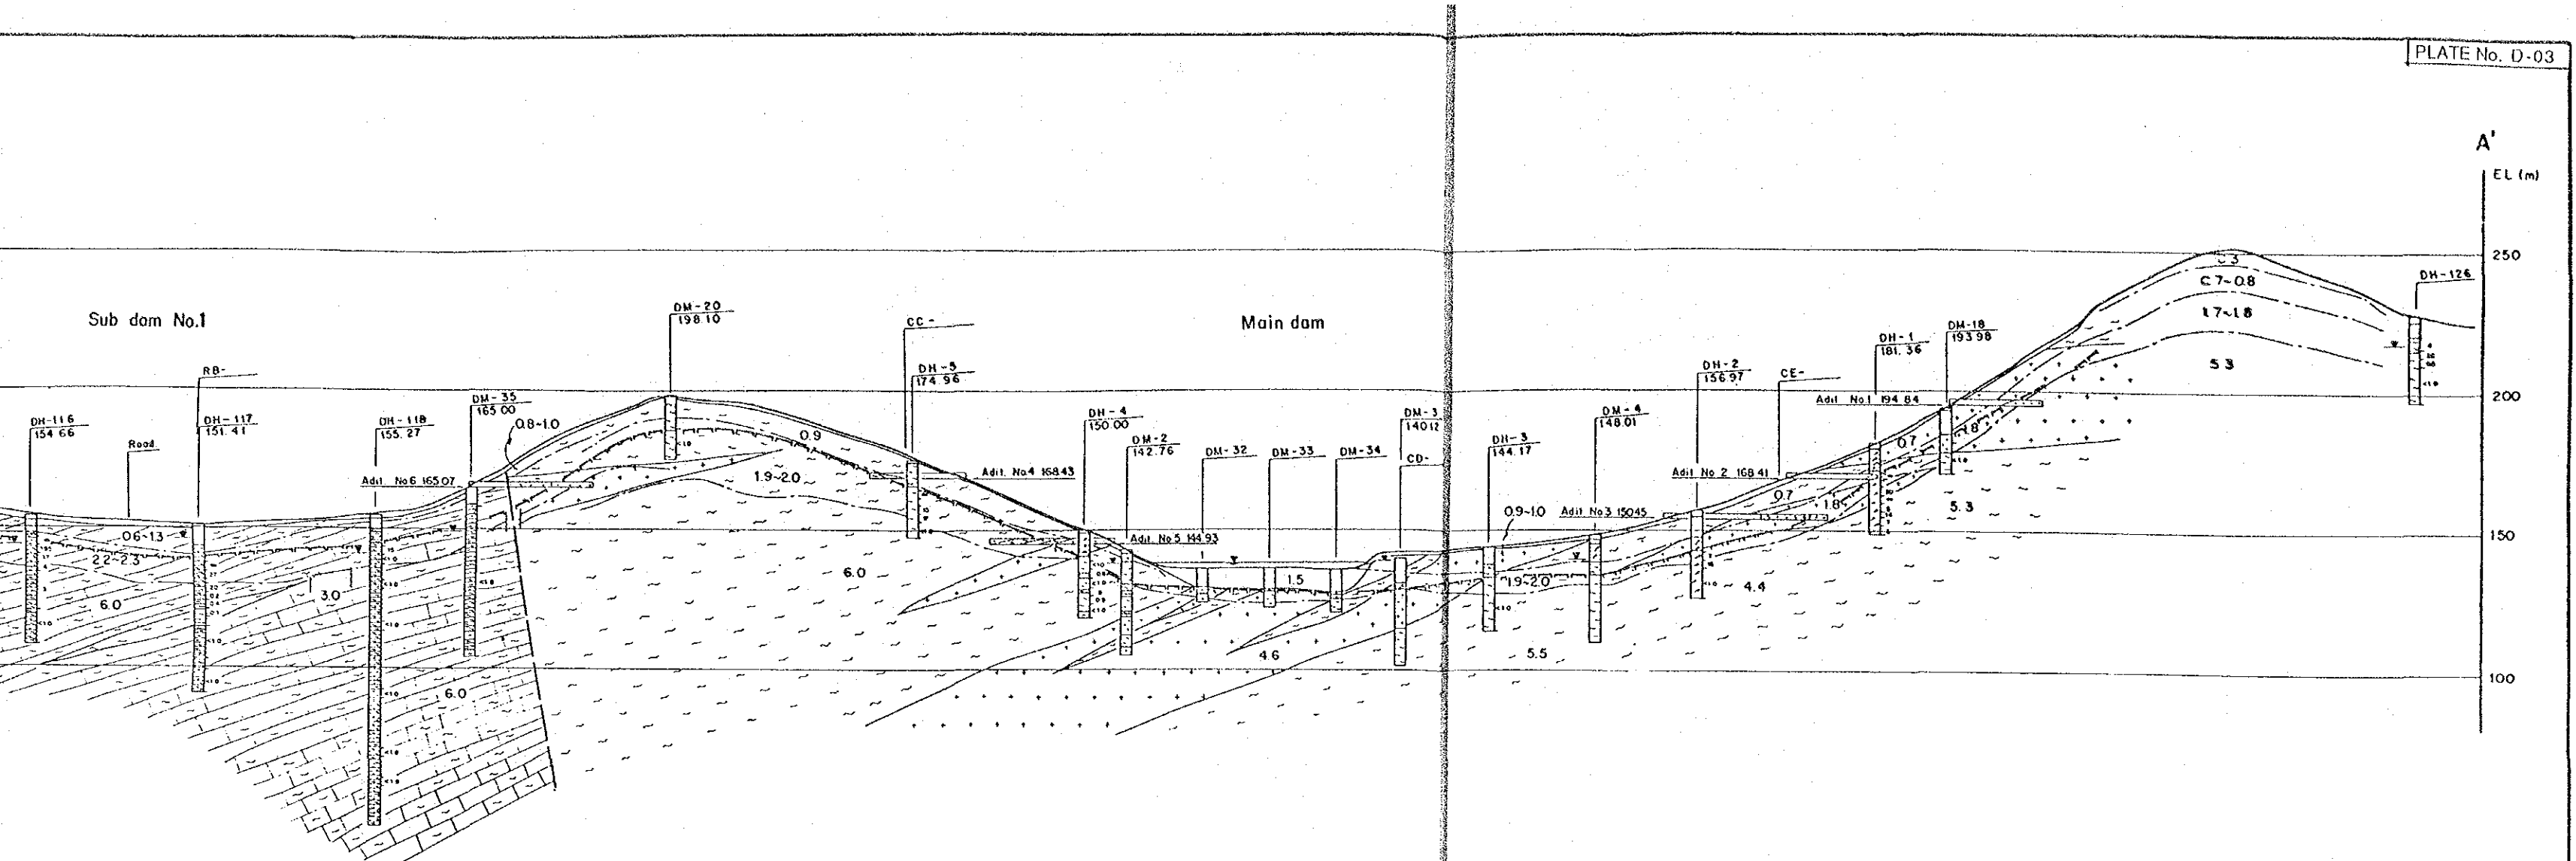 PLATE No. D-03
A'
EL (m)
250
200
150
100
Sub dam No.1
Main dam
DH-116
154.66
Road
RB-
DH-117
151.41
DH-118
155.27
DM-35
165.00
0.8~1.0
Adit. No.6 165.07
DM-20
198.10
CC-
DH-5
174.96
Adit. No.4 168.43
DH-4
150.00
DM-2
142.76
Adit. No.5 144.93
DM-32
DM-33
DM-34
DM-3
140.12
CD-
DH-3
144.17
0.9~1.0
Adit No.3 150.45
DM-4
148.01
DH-2
156.97
Adit No.2 168.41
CE-
Adit No.1 194.84
DH-1
181.36
DM-18
193.98
DH-126
0.7~0.8
1.7~1.8
5.3
0.6~1.3
2.2~2.3
6.0
3.0
6.0
0.9
1.9~2.0
6.0
1.5
4.6
1.9~2.0
5.5
0.7
1.8
4.4
0.7
1.8
5.3